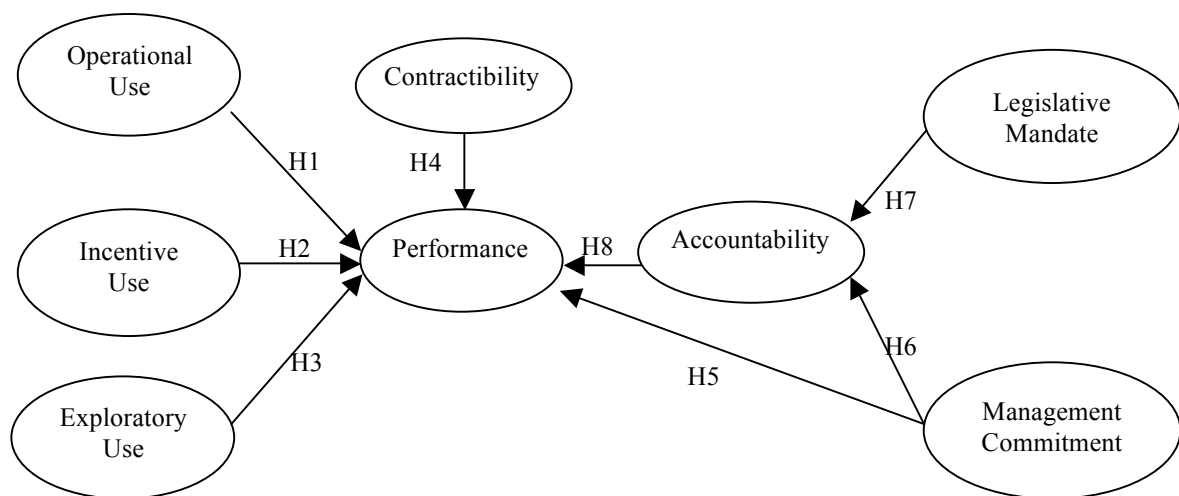 Operational
Use
Contractibility
Legislative
Mandate
H1
H4
H7
Incentive
Use
H2
Performance
H8
Accountability
H3
H6
H5
Exploratory
Use
Management
Commitment